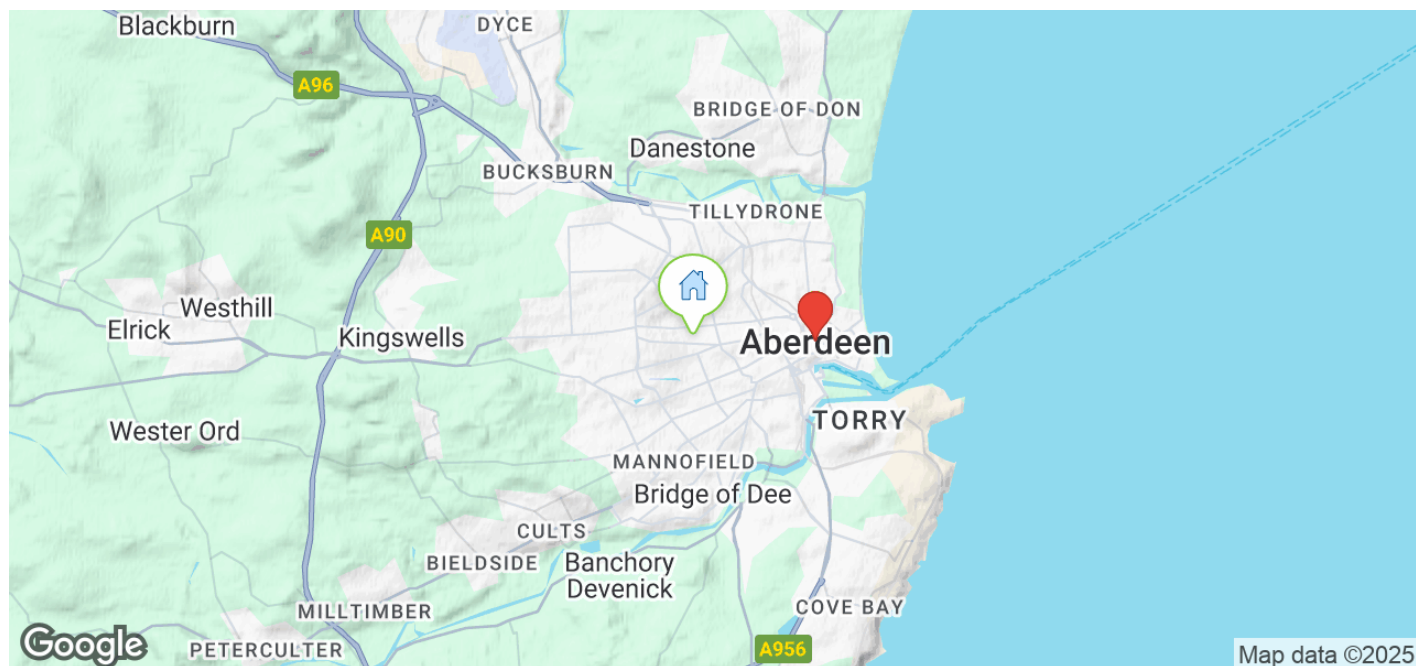 Blackburn
DYCE
A96
BRIDGE OF DON
Danestone
BUCKSBURN
TILLYDRONE
A90
Westhill
Elrick
Kingswells
Aberdeen
TORRY
Wester Ord
MANNOFIELD
Bridge of Dee
CULTS
BIELDSIDE
Banchory
Devenick
MILLTIMBER
COVE BAY
PETERCULTER
A956
Google
Map data ©2025